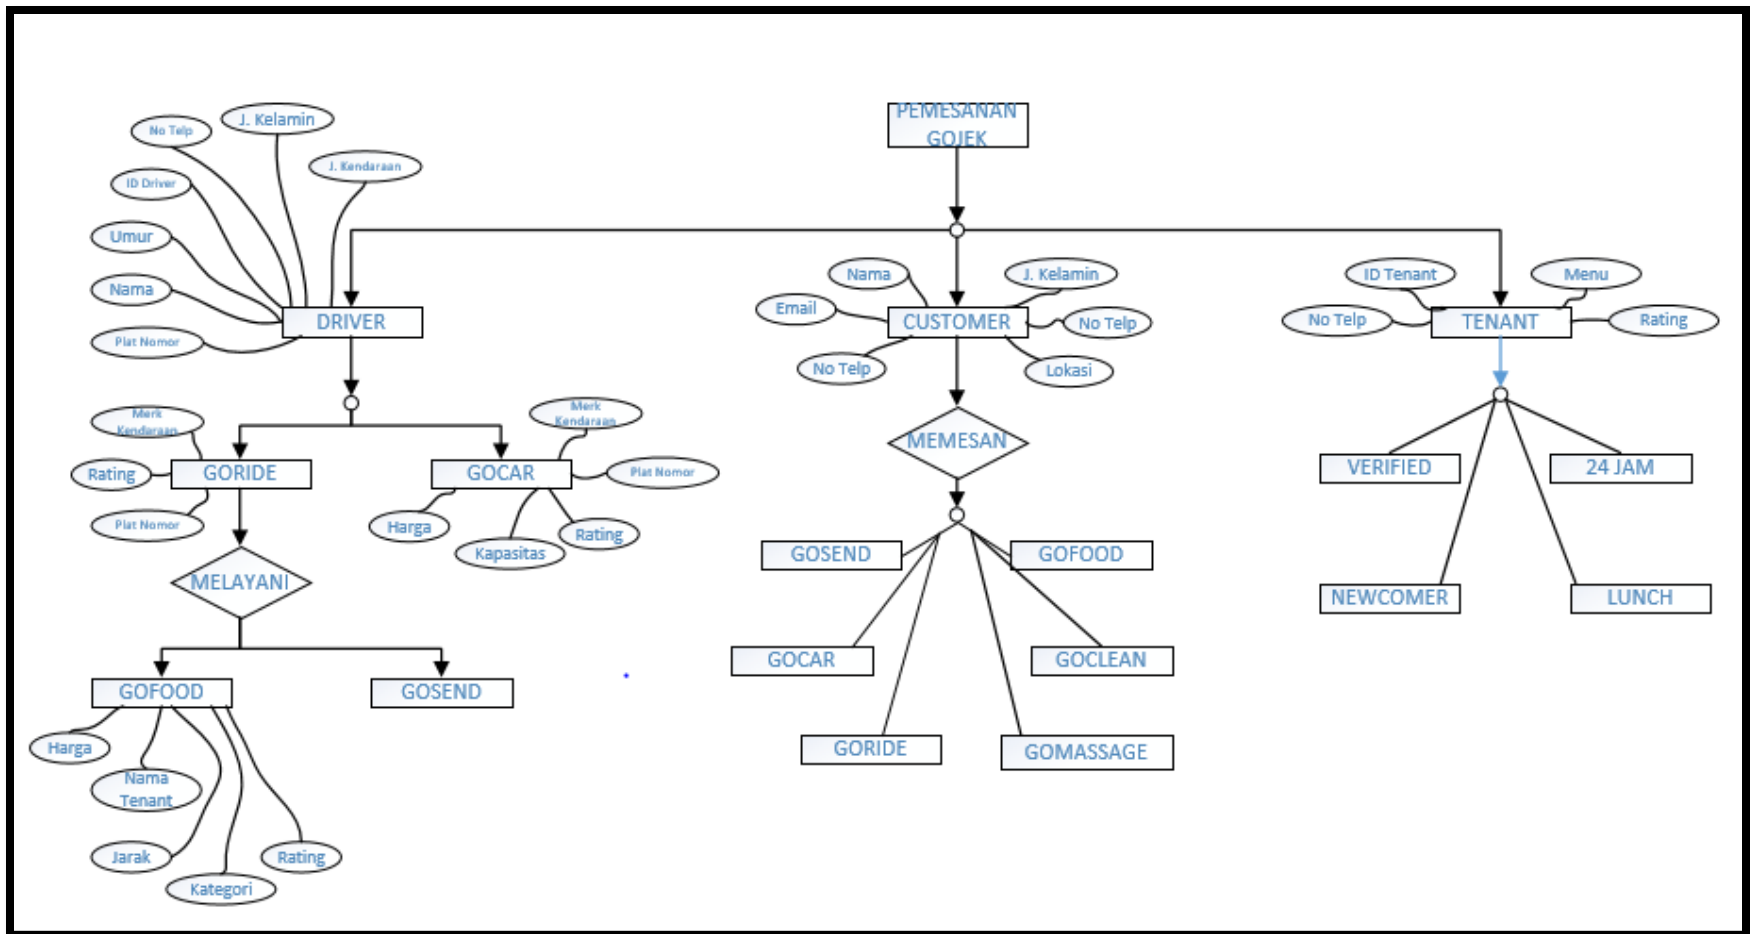 PEMESANAN
GOJEK
No Telp
J. Kelamin
J. Kendaraan
ID Driver
Umur
Nama
Plat Nomor
DRIVER
Nama
J. Kelamin
Email
CUSTOMER
No Telp
No Telp
Lokasi
ID Tenant
Menu
No Telp
TENANT
Rating
Merk
Kendaraan
Rating
GORIDE
Plat Nomor
Merk
Kendaraan
GOCAR
Plat Nomor
Harga
Kapasitas
Rating
MEMESAN
VERIFIED
24 JAM
NEWCOMER
LUNCH
MELAYANI
GOSEND
GOFOOD
GOCAR
GOCLEAN
GORIDE
GOMASSAGE
GOFOOD
GOSEND
Harga
Nama
Tenant
Jarak
Kategori
Rating